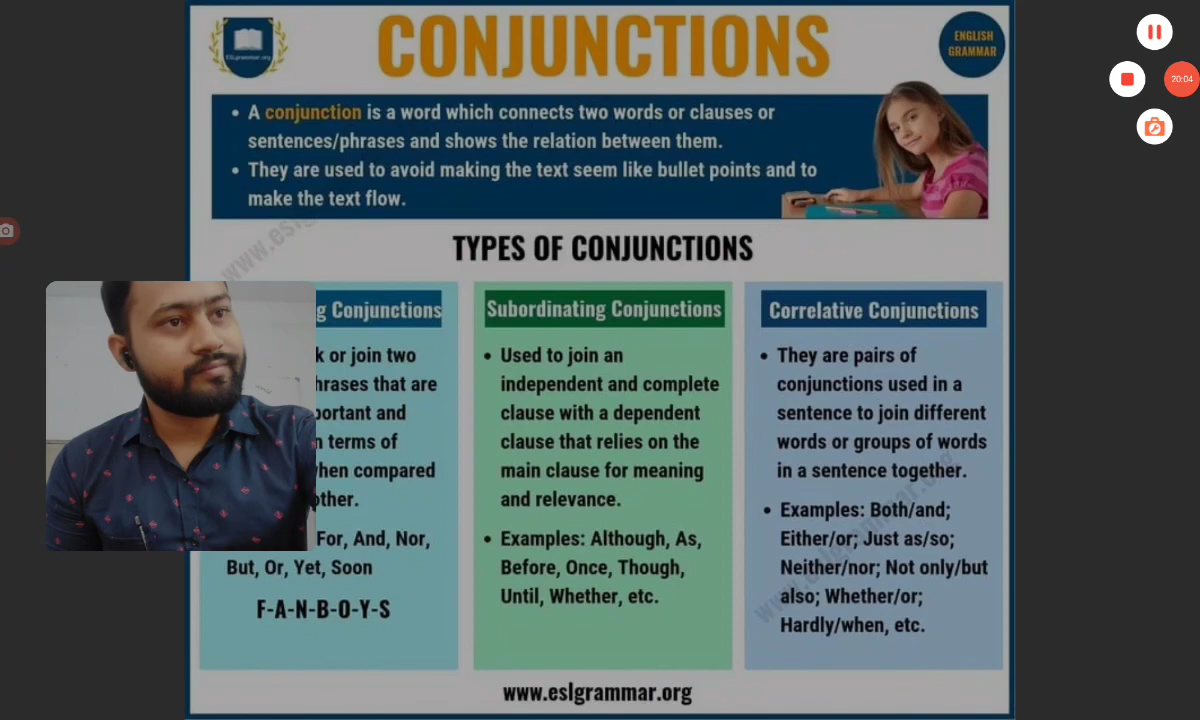 CONJUNCTIONS
ESLgrammar.org
ENGLISH
GRAMMAR
20:04
• A conjunction is a word which connects two words or clauses or
sentences/phrases and shows the relation between them.
• They are used to avoid making the text seem like bullet points and to
make the text flow.
TYPES OF CONJUNCTIONS
g Conjunctions
k or join two
hrases that are
portant and
n terms of
when compared
other.
For, And, Nor,
But, Or, Yet, Soon
F-A-N-B-O-Y-S
Subordinating Conjunctions
• Used to join an
independent and complete
clause with a dependent
clause that relies on the
main clause for meaning
and relevance.
• Examples: Although, As,
Before, Once, Though,
Until, Whether, etc.
Correlative Conjunctions
• They are pairs of
conjunctions used in a
sentence to join different
words or groups of words
in a sentence together.
• Examples: Both/and;
Either/or; Just as/so;
Neither/nor; Not only/but
also; Whether/or;
Hardly/when, etc.
www.eslgrammar.org